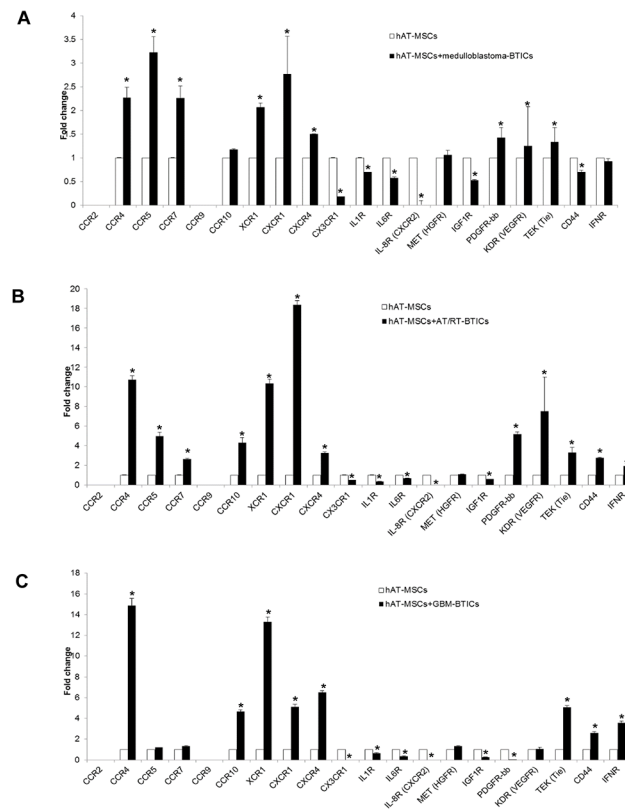 A
4
3.5
3
2.5
2
1.5
1
0.5
0
Fold change
hAT-MSCs
hAT-MSCs+medulloblastoma-BTICs
* * * * * * * * * * * * * * *
CCR2 CCR4 CCR5 CCR7 CCR9 CCR10 XCR1 CXCR1 CXCR4 CX3CR1 IL1R IL6R IL-8R (CXCR2) MET (HGFR) IGF1R PDGFR-bb KDR (VEGFR) TEK (Tie) CD44 IFNR
B
20
18
16
14
12
10
8
6
4
2
0
Fold change
hAT-MSCs
hAT-MSCs+AT/RT-BTICs
* * * * * * * * * * * * * * * * *
CCR2 CCR4 CCR5 CCR7 CCR9 CCR10 XCR1 CXCR1 CXCR4 CX3CR1 IL1R IL6R IL-8R (CXCR2) MET (HGFR) IGF1R PDGFR-bb KDR (VEGFR) TEK (Tie) CD44 IFNR
C
18
16
14
12
10
8
6
4
2
0
Fold change
hAT-MSCs
hAT-MSCs+GBM-BTICs
* * * * * * * * * * * * * *
CCR2 CCR4 CCR5 CCR7 CCR9 CCR10 XCR1 CXCR1 CXCR4 CX3CR1 IL1R IL6R IL-8R (CXCR2) MET (HGFR) IGF1R PDGFR-bb KDR (VEGFR) TEK (Tie) CD44 IFNR